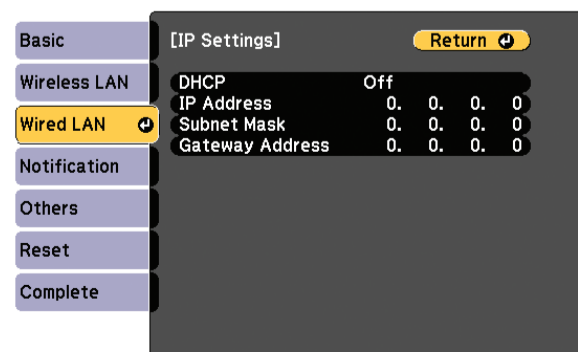 Basic
Wireless LAN
Wired LAN
Notification
Others
Reset
Complete
[IP Settings] Return
DHCP Off
IP Address 0. 0. 0. 0
Subnet Mask 0. 0. 0. 0
Gateway Address 0. 0. 0. 0